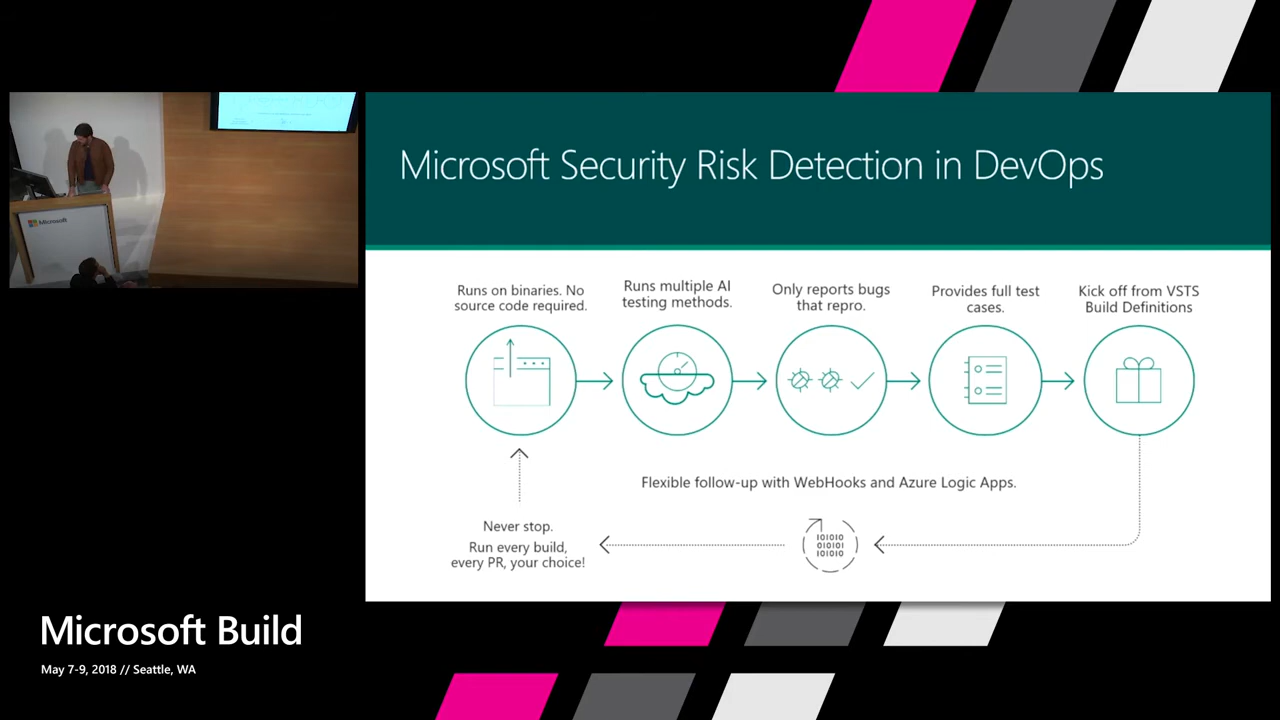 Microsoft
Microsoft Security Risk Detection in DevOps
Runs on binaries. No
source code required.
Runs multiple AI
testing methods.
Only reports bugs
that repro.
Provides full test
cases.
Kick off from VSTS
Build Definitions
Flexible follow-up with WebHooks and Azure Logic Apps.
Never stop.
Run every build,
every PR, your choice!
10101
01010
10101
Microsoft Build
May 7-9, 2018 // Seattle, WA